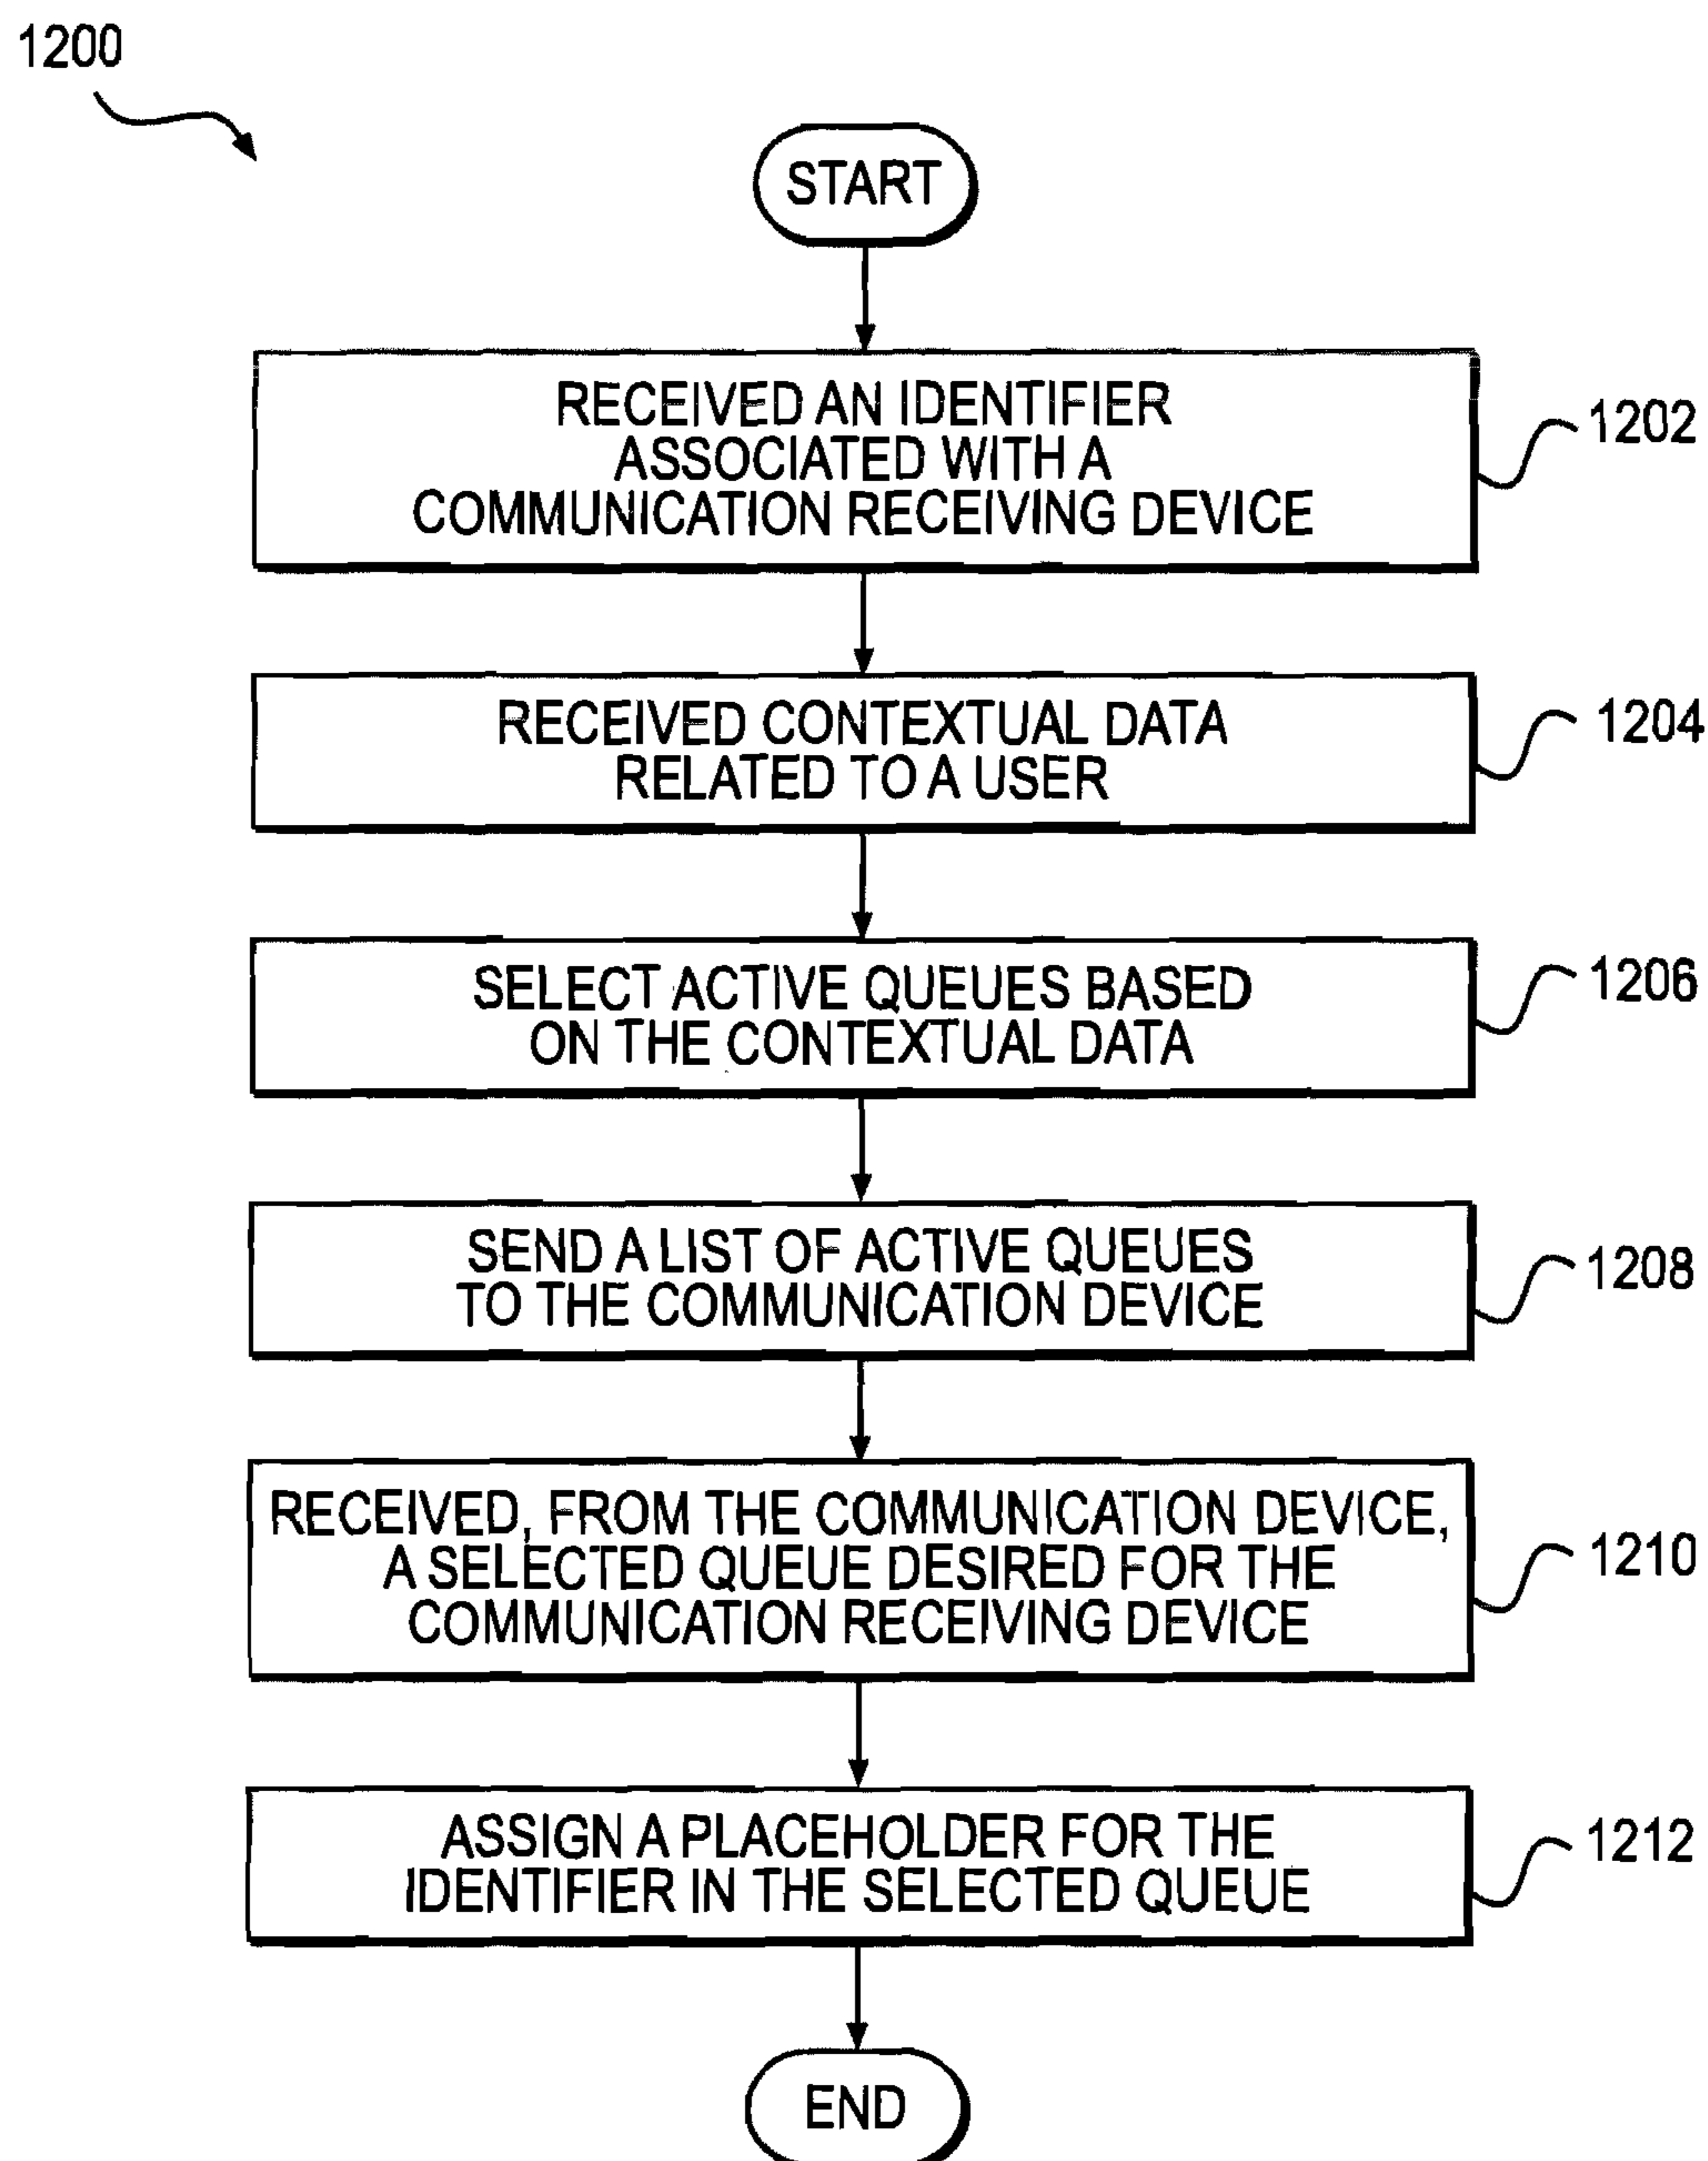 1200
START
RECEIVED AN IDENTIFIER
ASSOCIATED WITH A
COMMUNICATION RECEIVING DEVICE
1202
RECEIVED CONTEXTUAL DATA
RELATED TO A USER
1204
SELECT ACTIVE QUEUES BASED
ON THE CONTEXTUAL DATA
1206
SEND A LIST OF ACTIVE QUEUES
TO THE COMMUNICATION DEVICE
1208
RECEIVED, FROM THE COMMUNICATION DEVICE,
A SELECTED QUEUE DESIRED FOR THE
COMMUNICATION RECEIVING DEVICE
1210
ASSIGN A PLACEHOLDER FOR THE
IDENTIFIER IN THE SELECTED QUEUE
1212
END